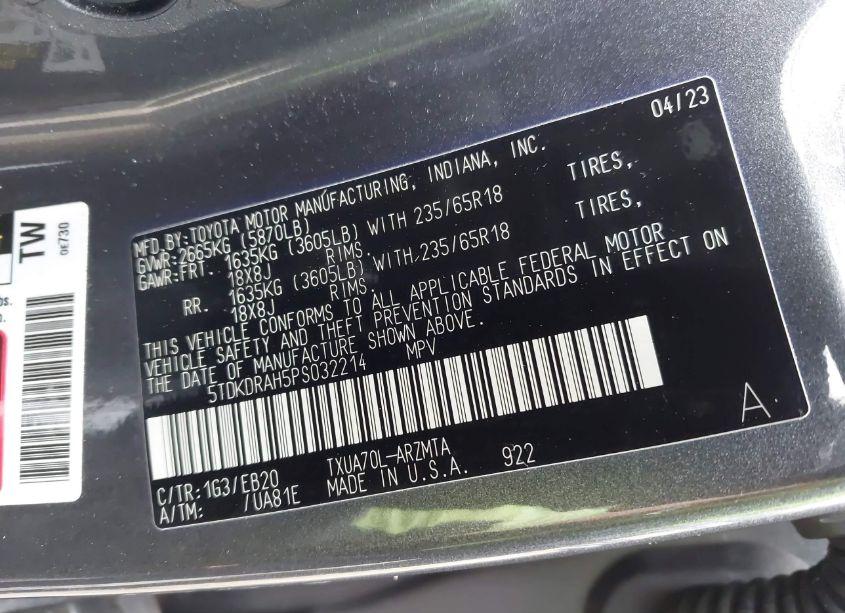 04/23
MFD.BY:TOYOTA MOTOR MANUFACTURING, INDIANA, INC.
GVWR:2665KG (5870LB)
GAWR:FRT. 1635KG (3605LB) WITH 235/65R18 TIRES,
18X8J RIMS.
RR. 1635KG (3605LB) WITH 235/65R18 TIRES,
18X8J RIMS.
THIS VEHICLE CONFORMS TO ALL APPLICABLE FEDERAL MOTOR
VEHICLE SAFETY AND THEFT PREVENTION STANDARDS IN EFFECT ON
THE DATE OF MANUFACTURE SHOWN ABOVE.
5TDKDRAH5PS032214 MPV
C/TR:1G3/EB20 TXUA70L-ARZMTA 922
A/TM: /UA81E MADE IN U.S.A.
A
TW
0E730